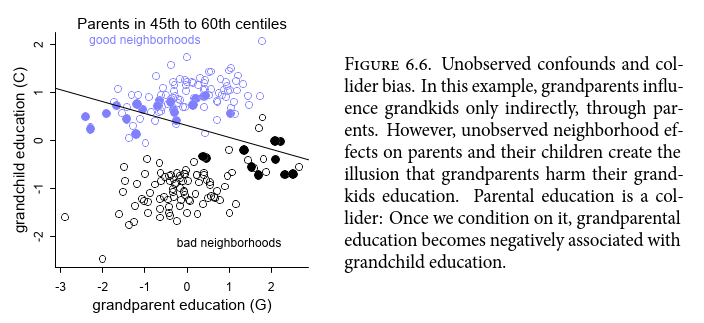 Parents in 45th to 60th centiles
good neighborhoods
2
1
0
-1
-2
grandchild education (C)
bad neighborhoods
-3 -2 -1 0 1 2
grandparent education (G)
Figure 6.6. Unobserved confounds and col-
lider bias. In this example, grandparents influ-
ence grandkids only indirectly, through par-
ents. However, unobserved neighborhood ef-
fects on parents and their children create the
illusion that grandparents harm their grand-
kids education. Parental education is a col-
lider: Once we condition on it, grandparental
education becomes negatively associated with
grandchild education.